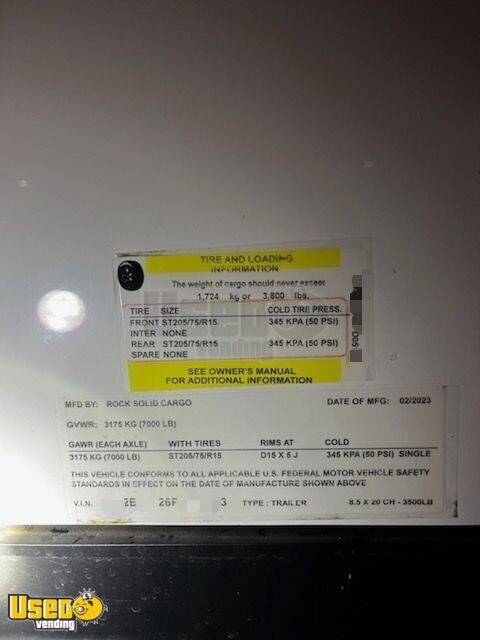 TIRE AND LOADING
INFORMATION
The weight of cargo should never exceed
1,724 kg or 3,800 lbs.
TIRE SIZE COLD TIRE PRESS.
FRONT ST205/75/R15 345 KPA (50 PSI)
INTER NONE
REAR ST205/75/R15 345 KPA (50 PSI)
SPARE NONE
SEE OWNER'S MANUAL
FOR ADDITIONAL INFORMATION
MFD BY: ROCK SOLID CARGO DATE OF MFG: 02/2023
GVWR: 3175 KG (7000 LB)
GAWR (EACH AXLE) WITH TIRES RIMS AT COLD
3175 KG (7000 LB) ST205/75/R15 D15 X 5 J 345 KPA (50 PSI) SINGLE
THIS VEHICLE CONFORMS TO ALL APPLICABLE U.S. FEDERAL MOTOR VEHICLE SAFETY
STANDARDS IN EFFECT ON THE DATE OF MANUFACTURE SHOWN ABOVE
V.I.N. 2E 26F 3 TYPE: TRAILER 8.5 X 20 CH - 3500LB
Used
vending